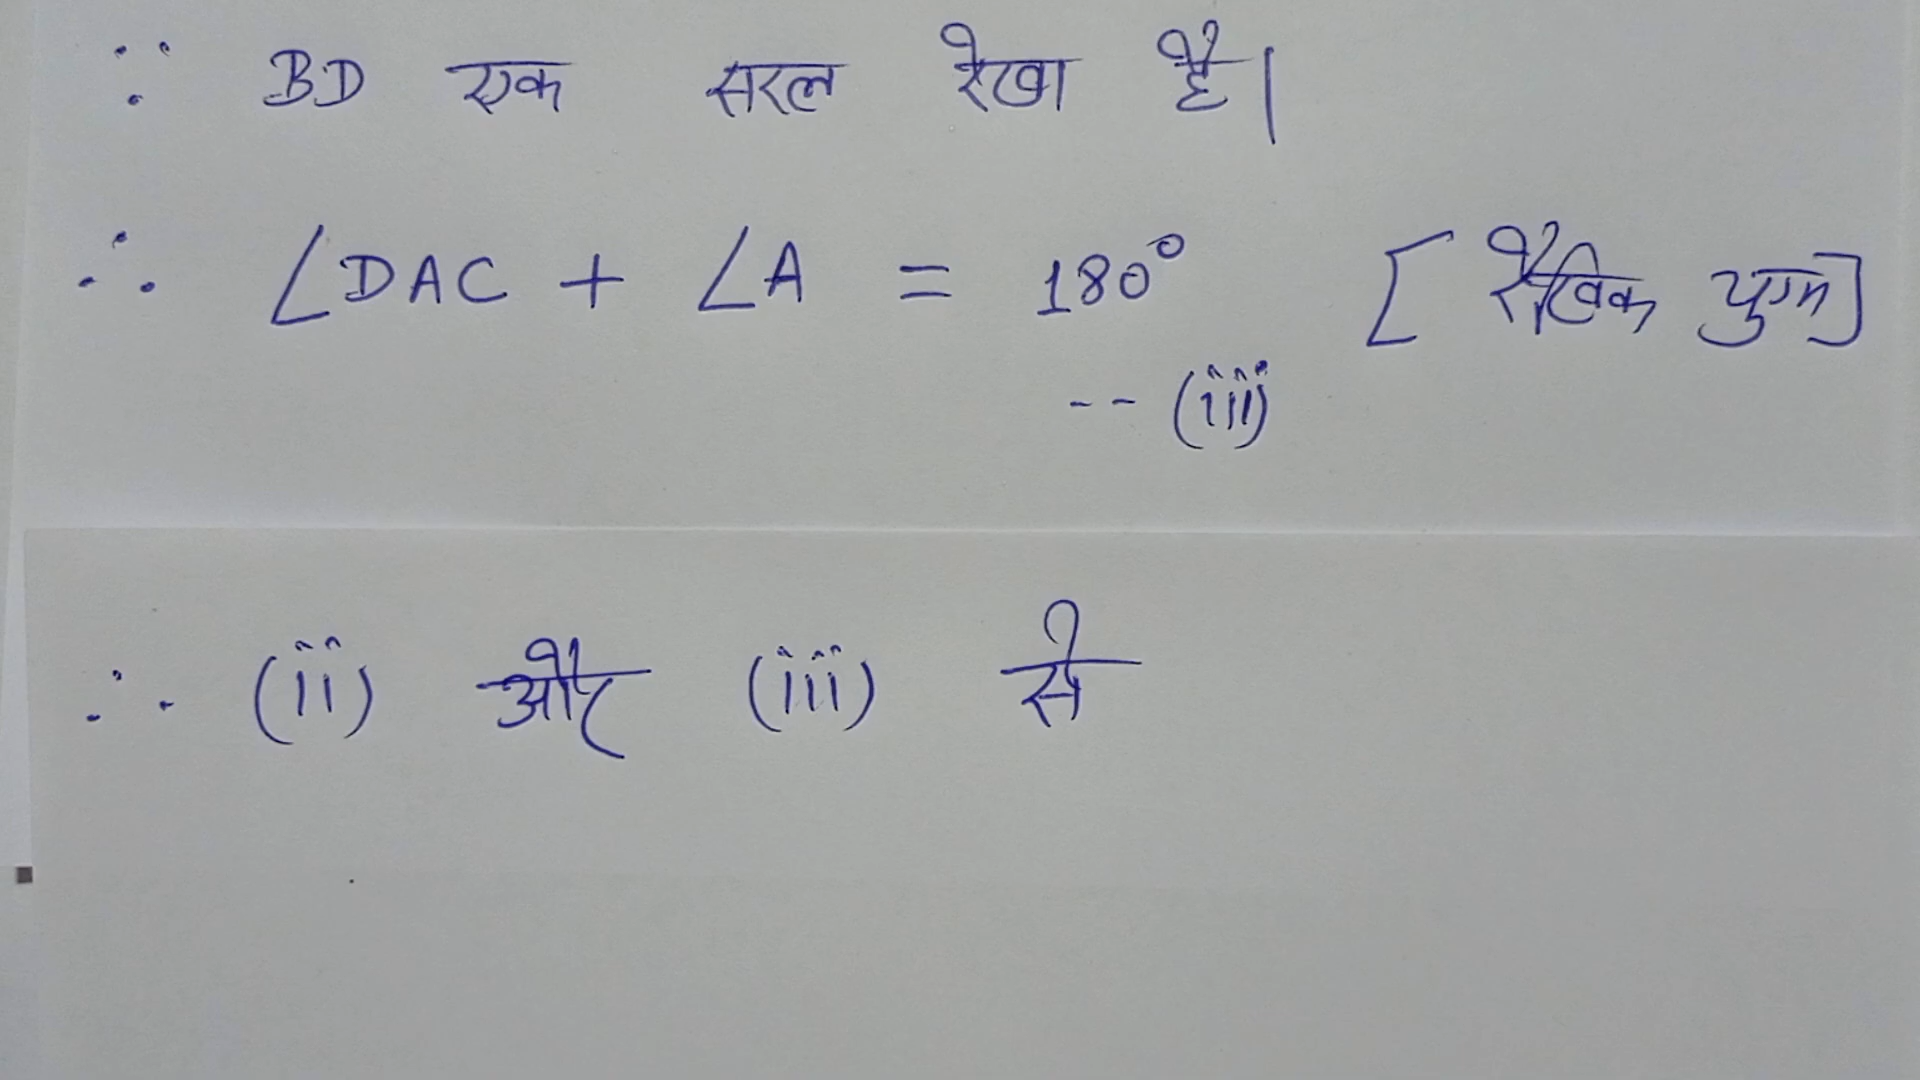 ∵ BD एक सरल रेखा है।
∴ ∠DAC + ∠A = 180° [ रैखिक युग्म]
-- (iii)
∴ (ii) और (iii) से